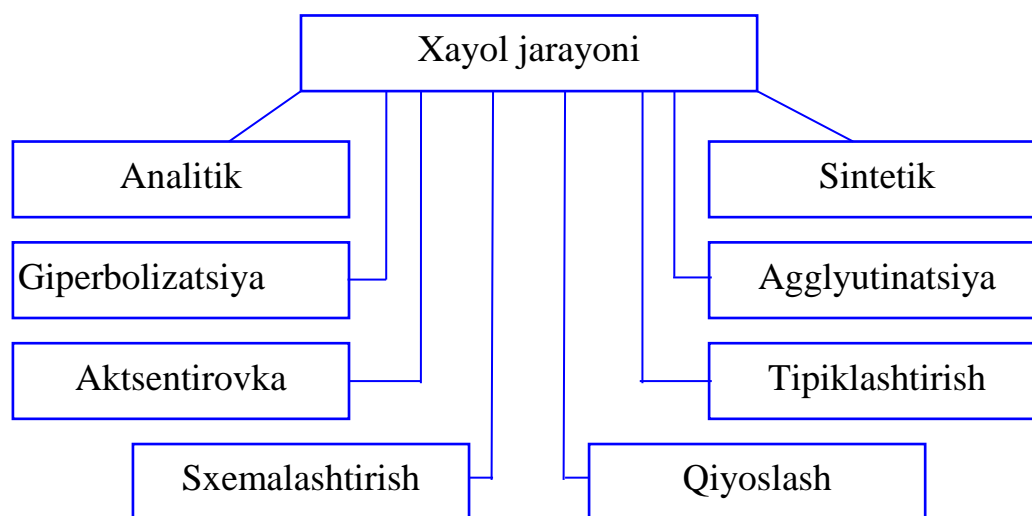 Xayol jarayoni
Analitik
Sintetik
Giperbolizatsiya
Agglyutinatsiya
Aktsentirovka
Tipiklashtirish
Sxemalashtirish
Qiyoslash